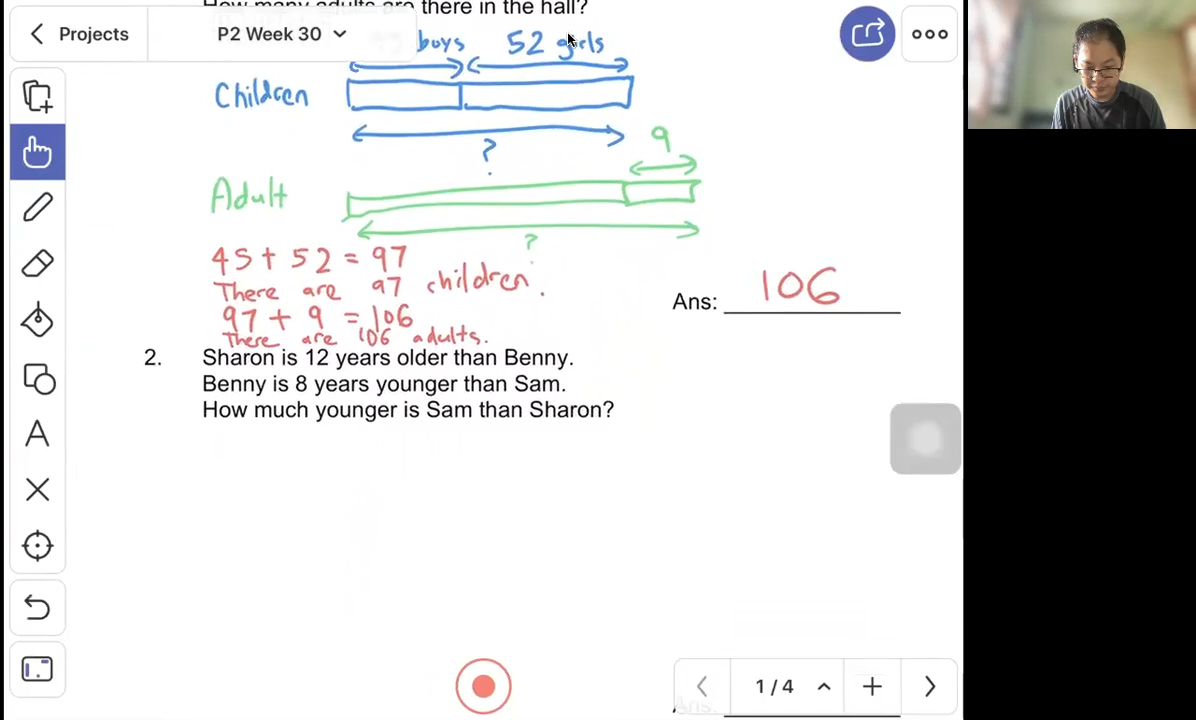 How many adults are there in the hall?
Projects
P2 Week 30
boys 52 girls
Children
?
9
Adult
?
45 + 52 = 97
There are 97 children.
97 + 9 = 106
There are 106 adults.
Ans: 106
2. Sharon is 12 years older than Benny.
Benny is 8 years younger than Sam.
How much younger is Sam than Sharon?
A
1 / 4
Ans: